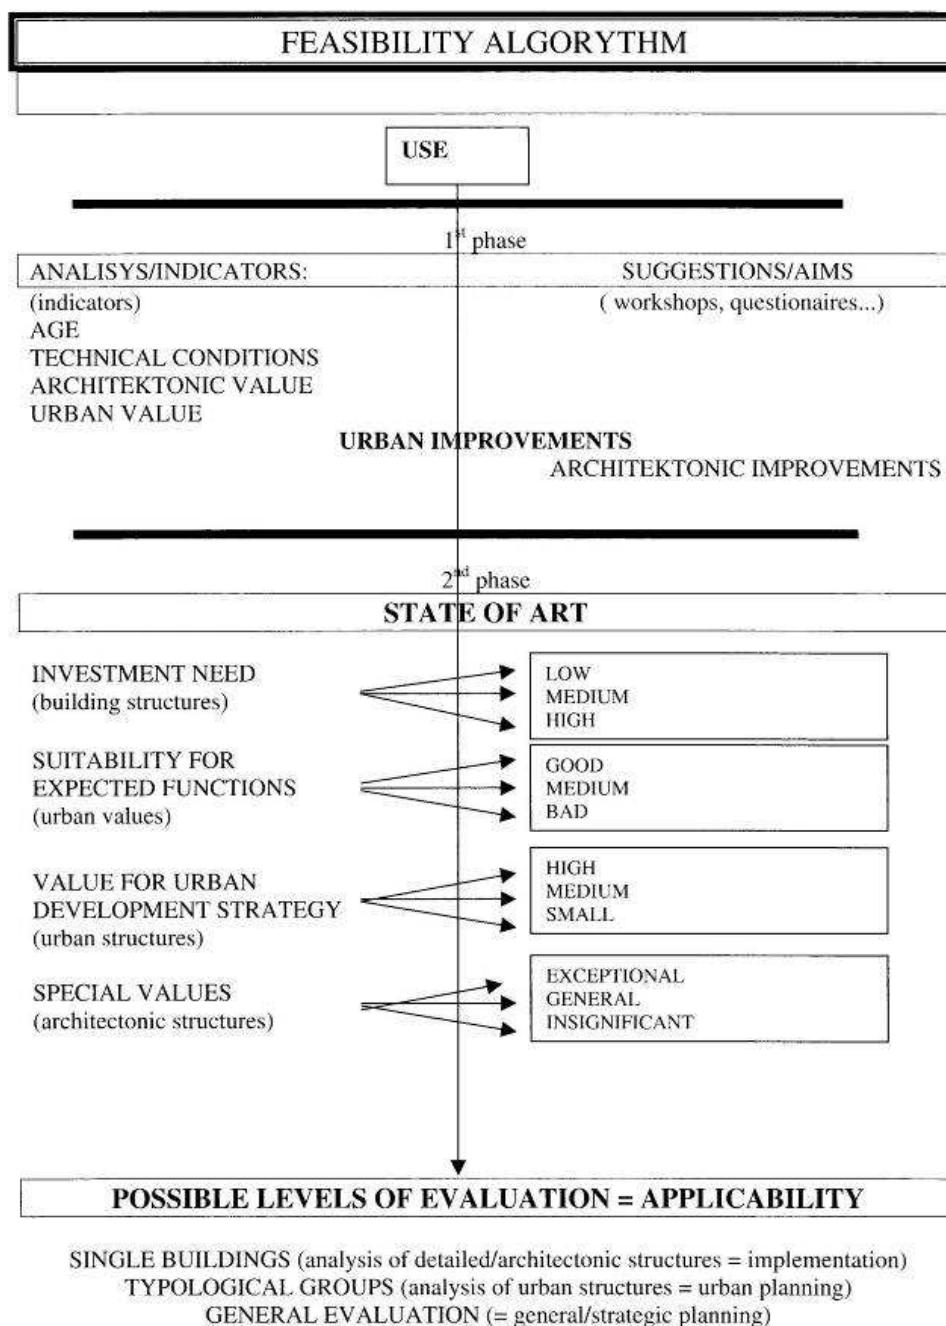 FEASIBILITY ALGORYTHM
USE
1st phase
ANALISYS/INDICATORS:
SUGGESTIONS/AIMS
(indicators)
( workshops, questionaires...)
AGE
TECHNICAL CONDITIONS
ARCHITEKTONIC VALUE
URBAN VALUE
URBAN IMPROVEMENTS
ARCHITEKTONIC IMPROVEMENTS
2nd phase
STATE OF ART
INVESTMENT NEED
(building structures)
LOW
MEDIUM
HIGH
SUITABILITY FOR
EXPECTED FUNCTIONS
(urban values)
GOOD
MEDIUM
BAD
VALUE FOR URBAN
DEVELOPMENT STRATEGY
(urban structures)
HIGH
MEDIUM
SMALL
SPECIAL VALUES
(architectonic structures)
EXCEPTIONAL
GENERAL
INSIGNIFICANT
POSSIBLE LEVELS OF EVALUATION = APPLICABILITY
SINGLE BUILDINGS (analysis of detailed/architectonic structures = implementation)
TYPOLOGICAL GROUPS (analysis of urban structures = urban planning)
GENERAL EVALUATION (= general/strategic planning)